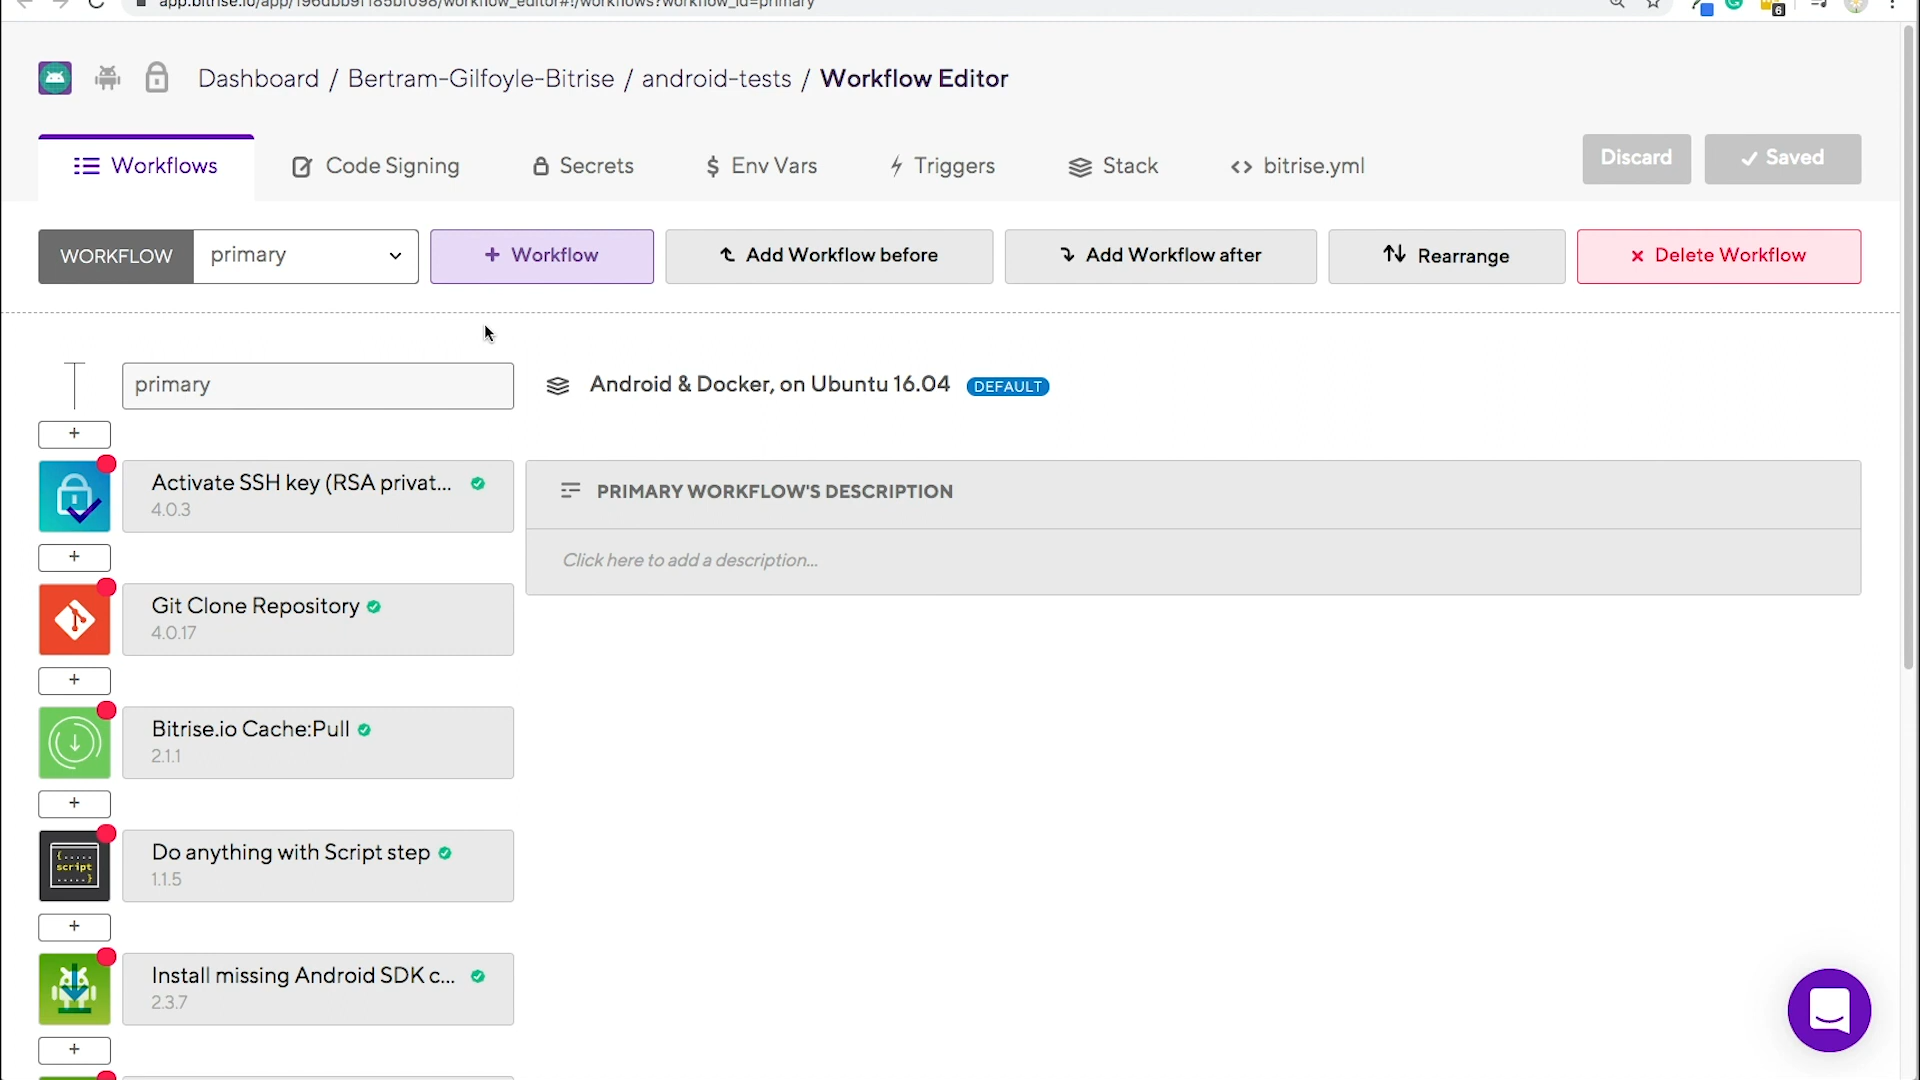 Dashboard / Bertram-Gilfoyle-Bitrise / android-tests / Workflow Editor
Workflows
Code Signing
Secrets
$ Env Vars
Triggers
Stack
<> bitrise.yml
Discard
✓ Saved
WORKFLOW
primary
+ Workflow
Add Workflow before
Add Workflow after
Rearrange
× Delete Workflow
primary
Android & Docker, on Ubuntu 16.04
DEFAULT
+
Activate SSH key (RSA privat...
4.0.3
PRIMARY WORKFLOW'S DESCRIPTION
Click here to add a description...
+
Git Clone Repository
4.0.17
+
Bitrise.io Cache:Pull
2.1.1
+
{.....
script
.....}
Do anything with Script step
1.1.5
+
Install missing Android SDK c...
2.3.7
+
6